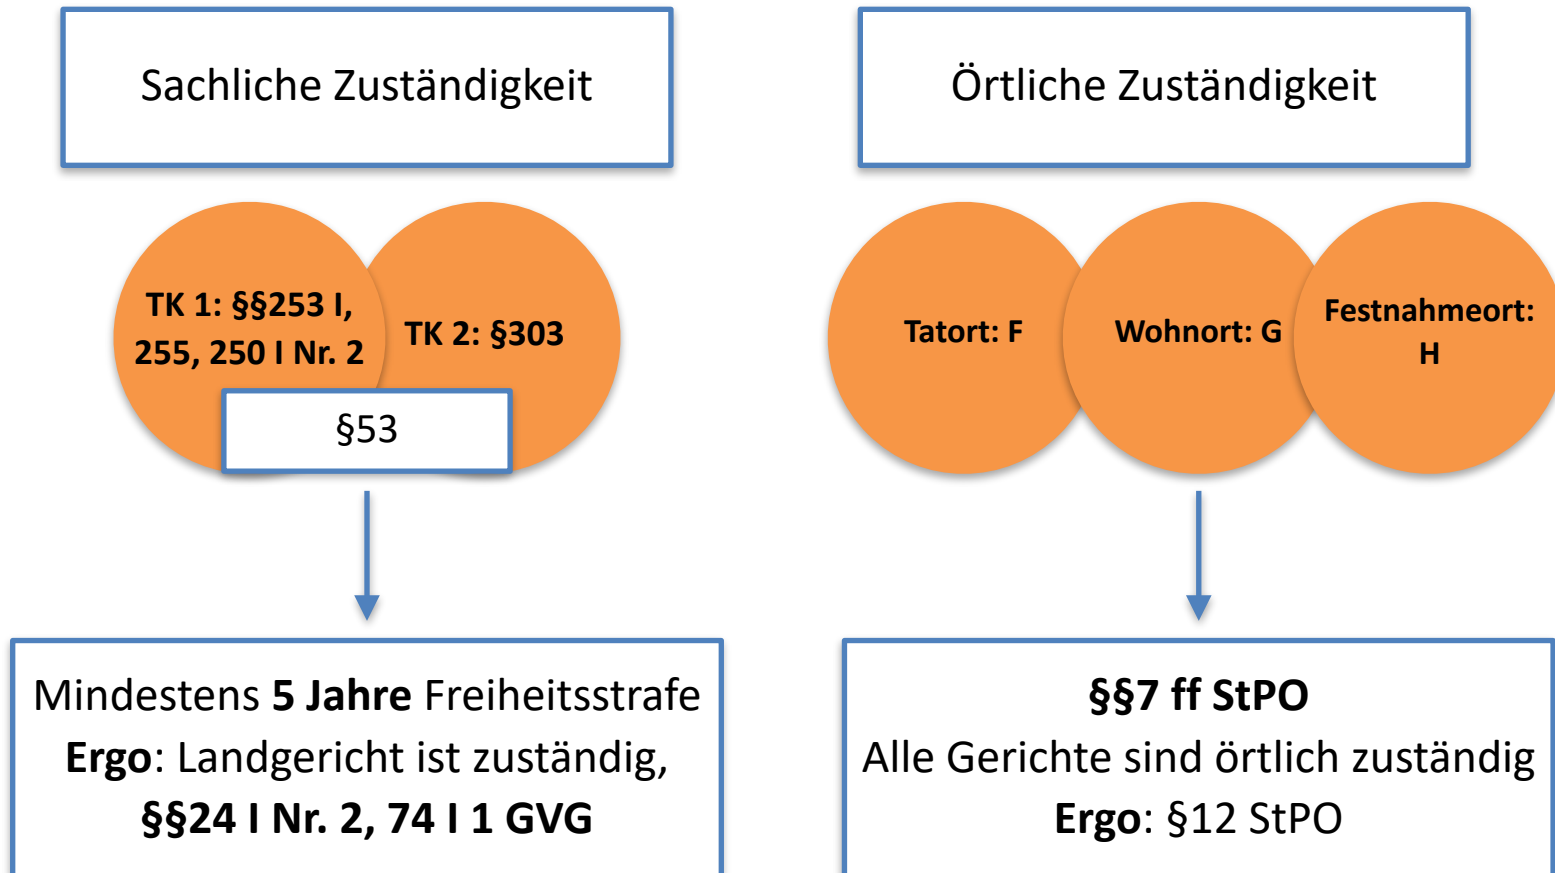 Sachliche Zuständigkeit
TK 1: §§253 I,
255, 250 I Nr. 2
TK 2: §303
§53
Mindestens 5 Jahre Freiheitsstrafe
Ergo: Landgericht ist zuständig,
§§24 I Nr. 2, 74 I 1 GVG
Örtliche Zuständigkeit
Tatort: F
Wohnort: G
Festnahmeort:
H
§§7 ff StPO
Alle Gerichte sind örtlich zuständig
Ergo: §12 StPO